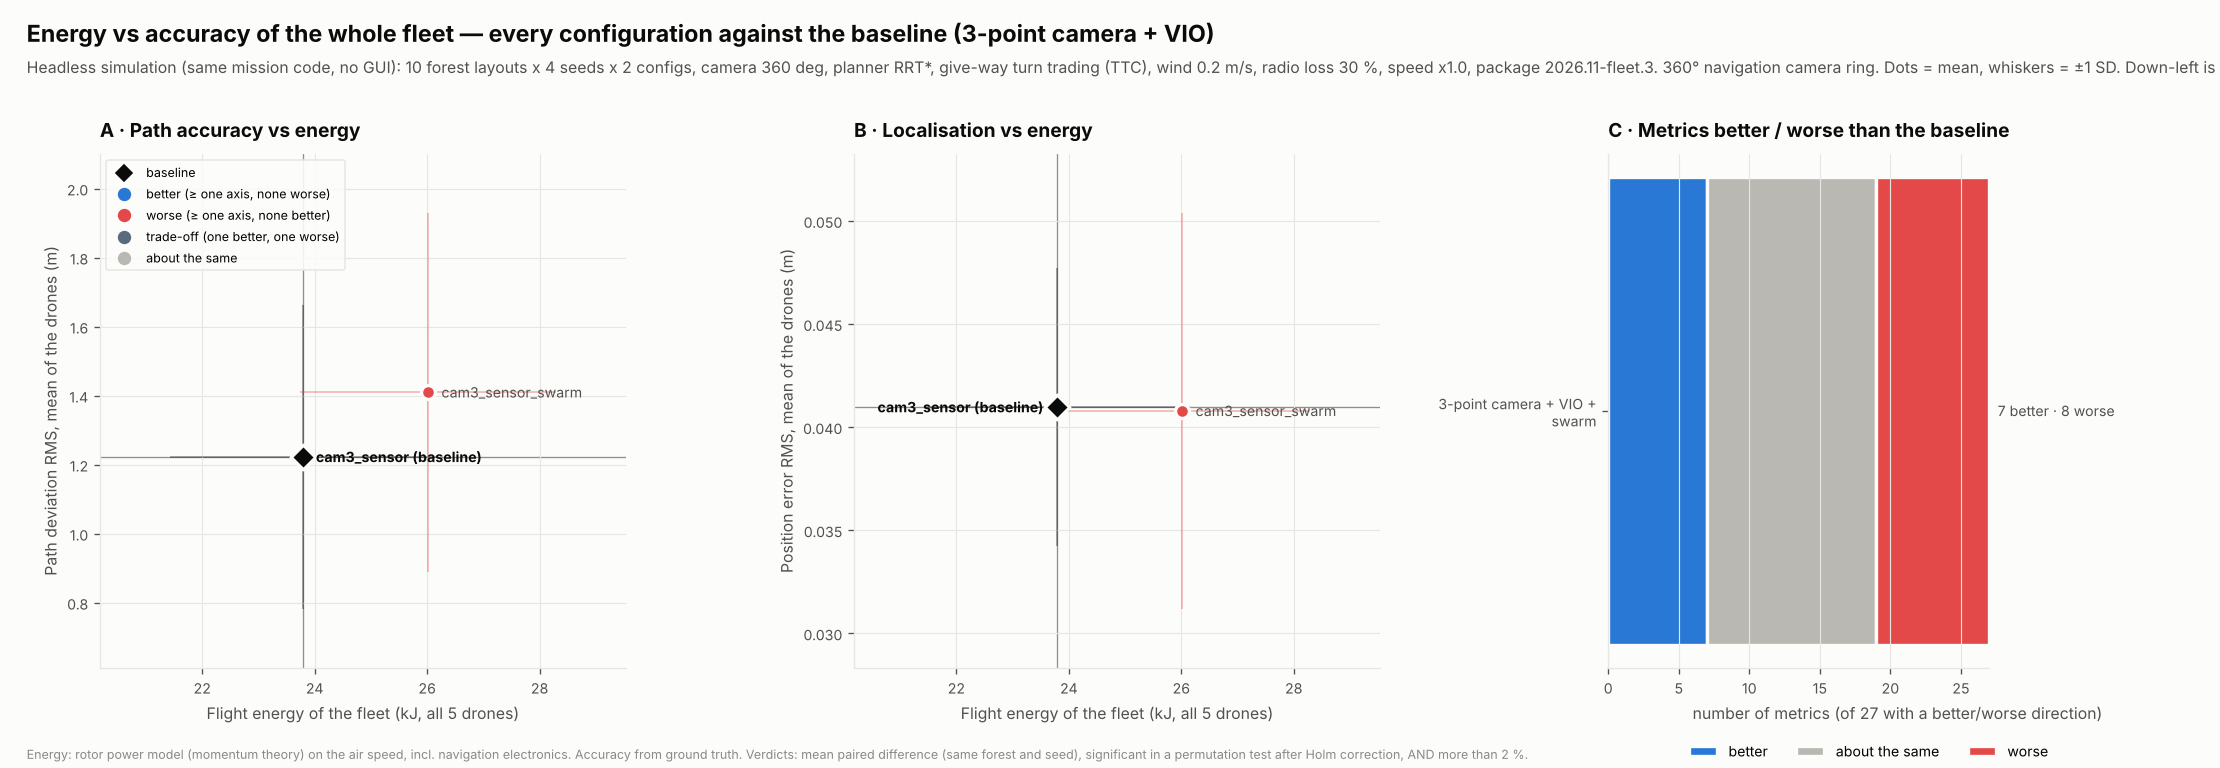 Energy vs accuracy of the whole fleet — every configuration against the baseline (3-point camera + VIO)
Headless simulation (same mission code, no GUI): 10 forest layouts x 4 seeds x 2 configs, camera 360 deg, planner RRT*, give-way turn trading (TTC), wind 0.2 m/s, radio loss 30 %, speed x1.0, package 2026.11-fleet.3. 360° navigation camera ring. Dots = mean, whiskers = ±1 SD. Down-left is
A · Path accuracy vs energy
baseline
better (≥ one axis, none worse)
worse (≥ one axis, none better)
trade-off (one better, one worse)
about the same
2.0
1.8
1.6
1.4
1.2
1.0
0.8
Path deviation RMS, mean of the drones (m)
cam3_sensor_swarm
cam3_sensor (baseline)
22
24
26
28
Flight energy of the fleet (kJ, all 5 drones)
B · Localisation vs energy
0.050
0.045
0.040
0.035
0.030
Position error RMS, mean of the drones (m)
cam3_sensor (baseline)
cam3_sensor_swarm
22
24
26
28
Flight energy of the fleet (kJ, all 5 drones)
C · Metrics better / worse than the baseline
3-point camera + VIO +
swarm
7 better · 8 worse
0
5
10
15
20
25
number of metrics (of 27 with a better/worse direction)
better
about the same
worse
Energy: rotor power model (momentum theory) on the air speed, incl. navigation electronics. Accuracy from ground truth. Verdicts: mean paired difference (same forest and seed), significant in a permutation test after Holm correction, AND more than 2 %.